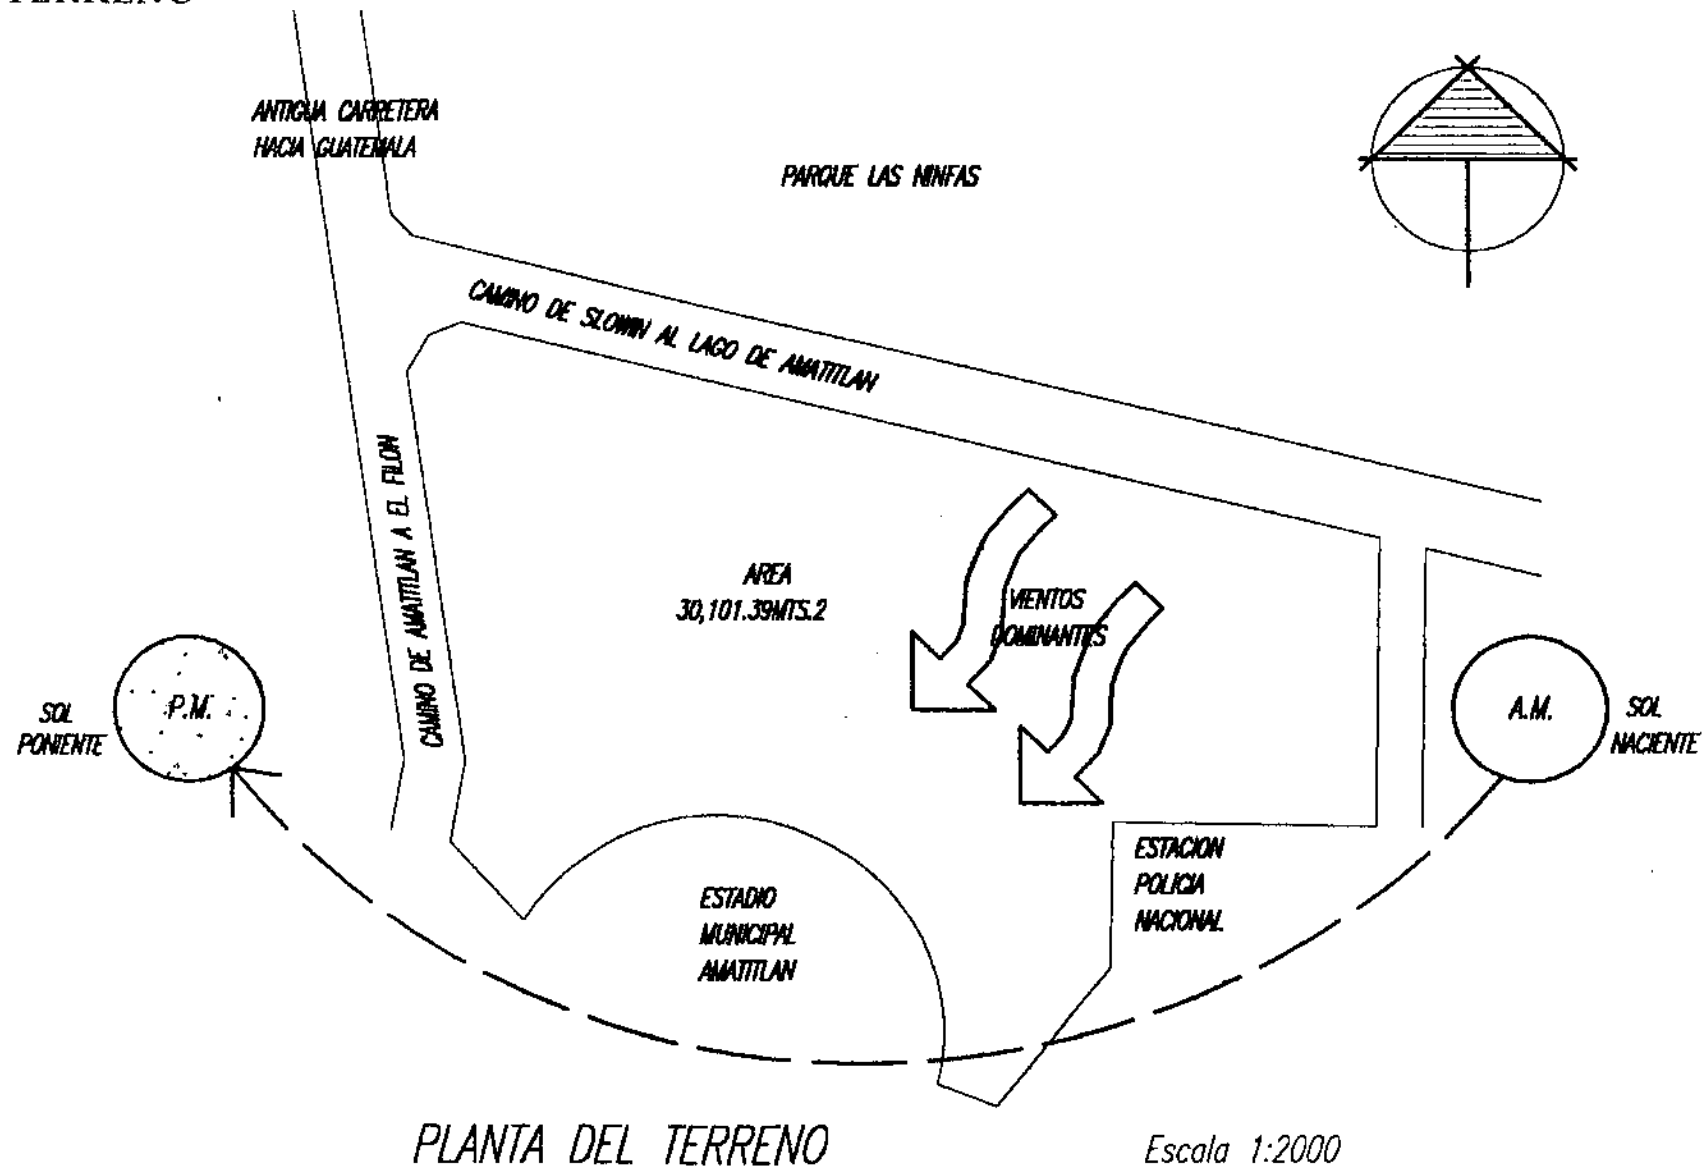 TERRENO
ANTIGUA CARRETERA
HACIA GUATEMALA
PARQUE LAS NINFAS
CAMINO DE SLOWIN AL LAGO DE AMATITLAN
CAMINO DE AMATITLAN A EL FILON
AREA
30,101.39MTS.2
VIENTOS
DOMINANTES
P.M.
SOL
PONIENTE
A.M.
SOL
NACIENTE
ESTADIO
MUNICIPAL
AMATITLAN
ESTACION
POLICIA
NACIONAL
PLANTA DEL TERRENO
Escala 1:2000